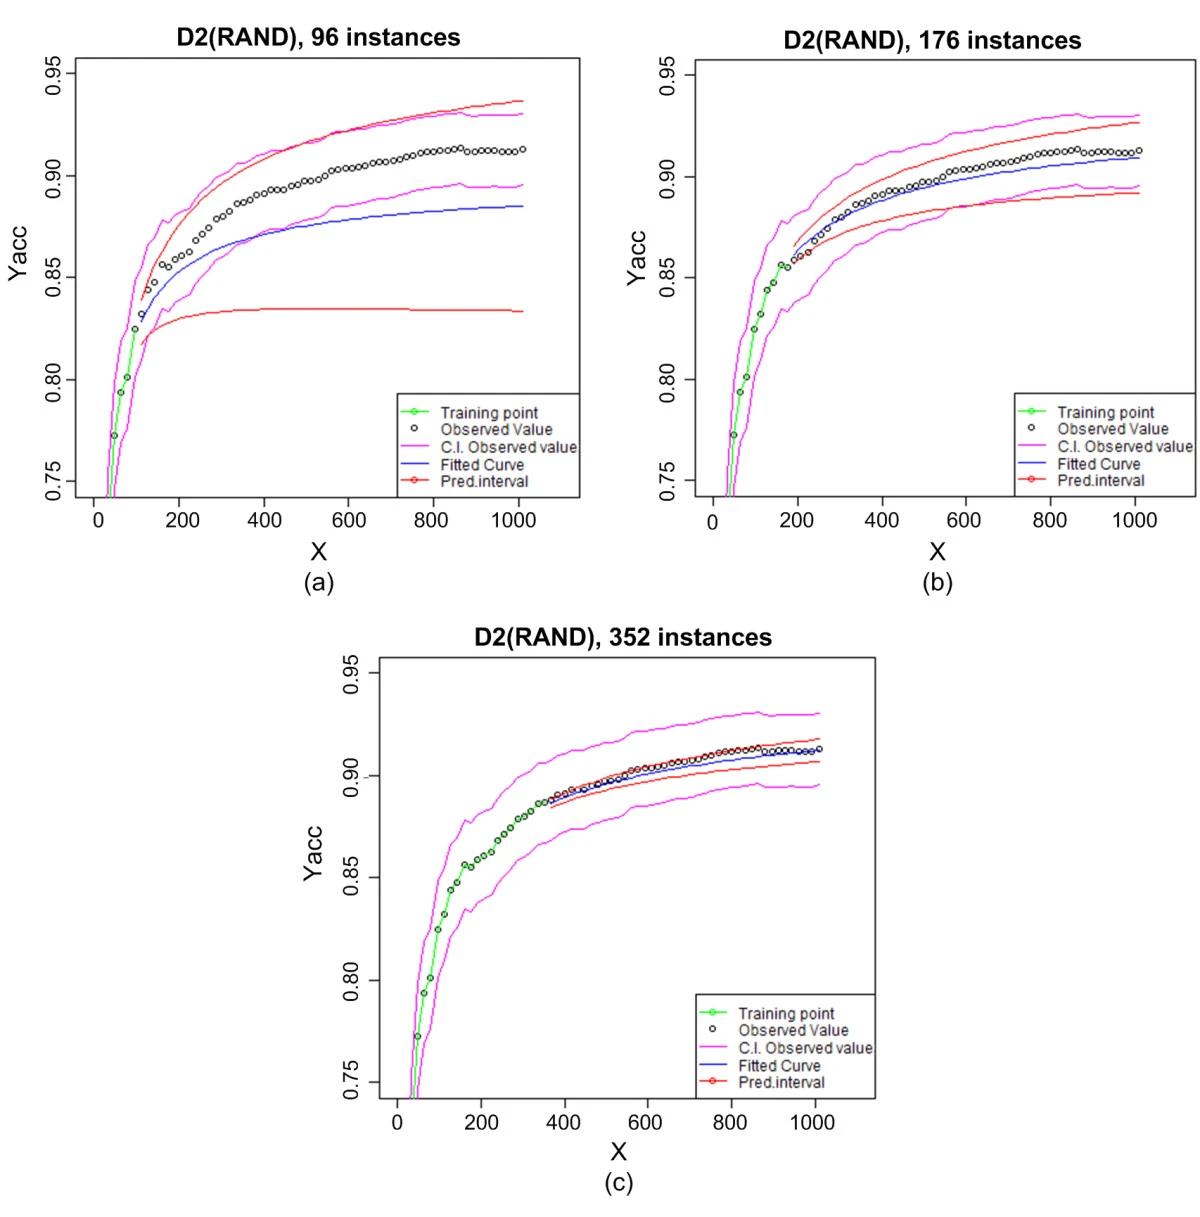 D2(RAND), 96 instances
0.95
0.90
0.85
0.80
0.75
Yacc
Training point
Observed Value
C.I. Observed value
Fitted Curve
Pred.interval
0 200 400 600 800 1000
X
(a)
D2(RAND), 176 instances
0.95
0.90
0.85
0.80
0.75
Yacc
Training point
Observed Value
C.I. Observed value
Fitted Curve
Pred.interval
0 200 400 600 800 1000
X
(b)
D2(RAND), 352 instances
0.95
0.90
0.85
0.80
0.75
Yacc
Training point
Observed Value
C.I. Observed value
Fitted Curve
Pred.interval
0 200 400 600 800 1000
X
(c)